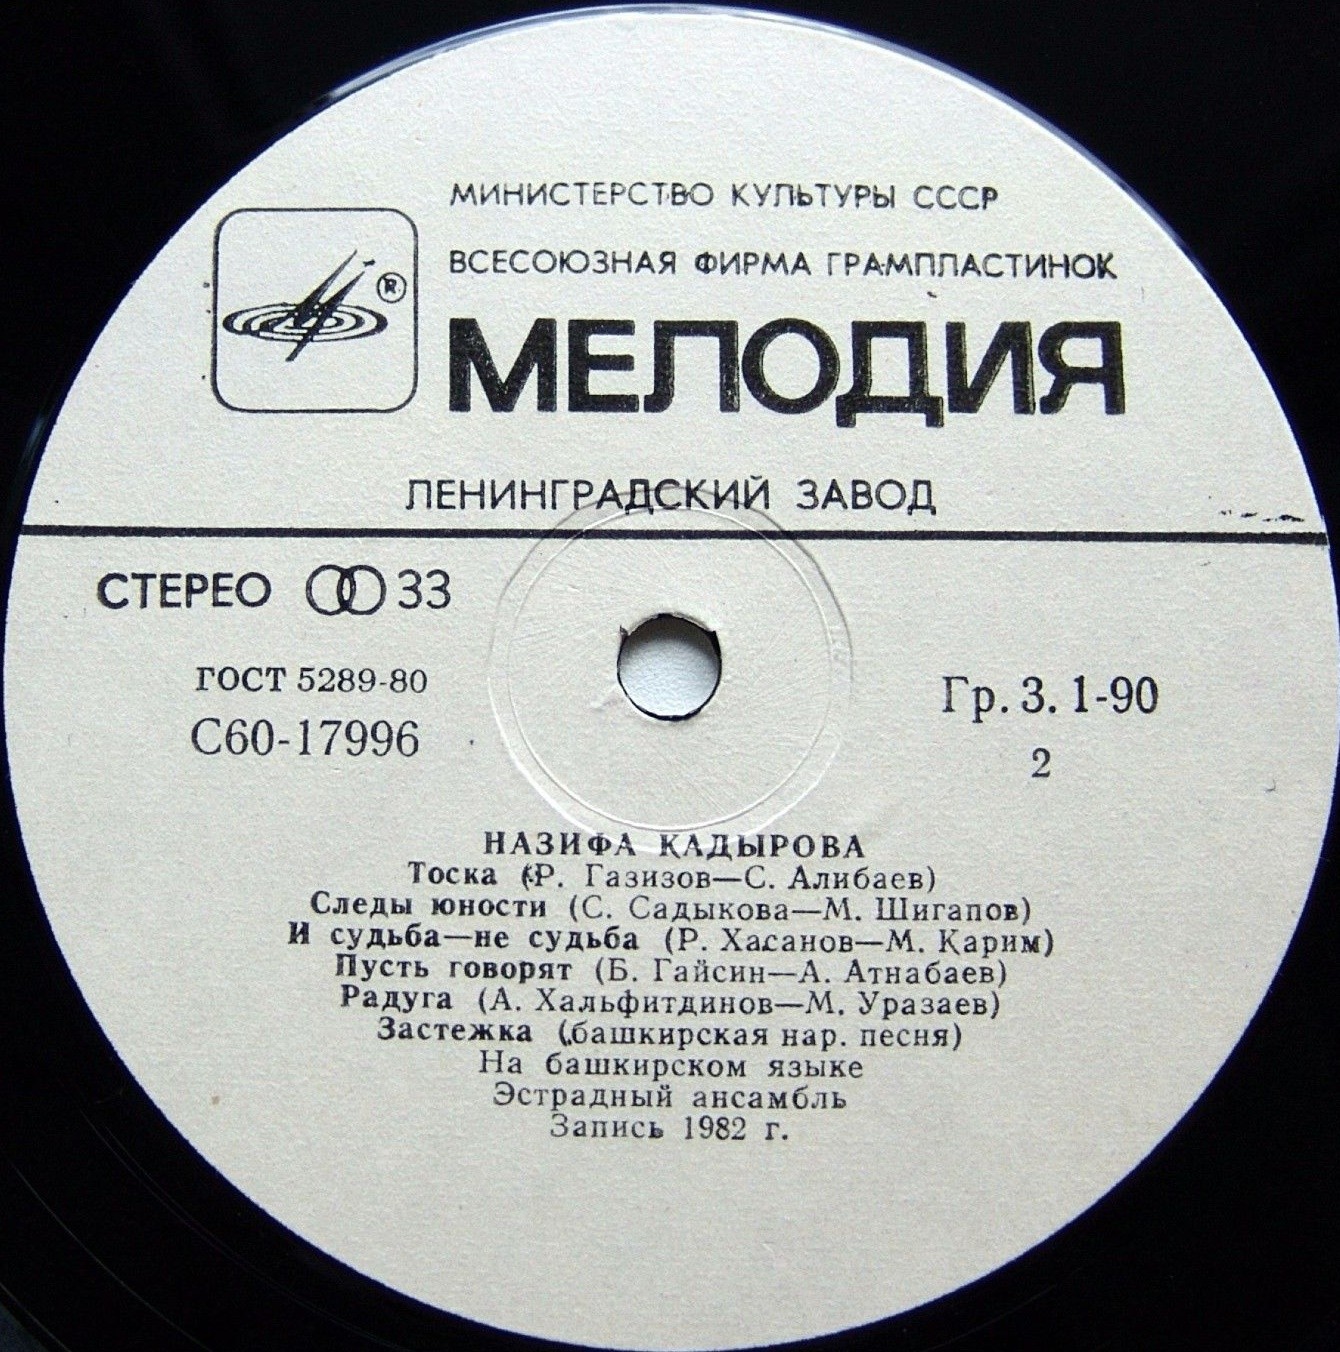 МИНИСТЕРСТВО КУЛЬТУРЫ СССР
ВСЕСОЮЗНАЯ ФИРМА ГРАМПЛАСТИНОК
®
МЕЛОДИЯ
ЛЕНИНГРАДСКИЙ ЗАВОД
СТЕРЕО 33
ГОСТ 5289-80
С60-17996
Гр. 3. 1-90
2
НАЗИФА КАДЫРОВА
Тоска (Р. Газизов—С. Алибаев)
Следы юности (С. Садыкова—М. Шигапов)
И судьба—не судьба (Р. Хасанов—М. Карим)
Пусть говорят (Б. Гайсин—А. Атнабаев)
Радуга (А. Хальфитдинов—М. Уразаев)
Застежка (башкирская нар. песня)
На башкирском языке
Эстрадный ансамбль
Запись 1982 г.